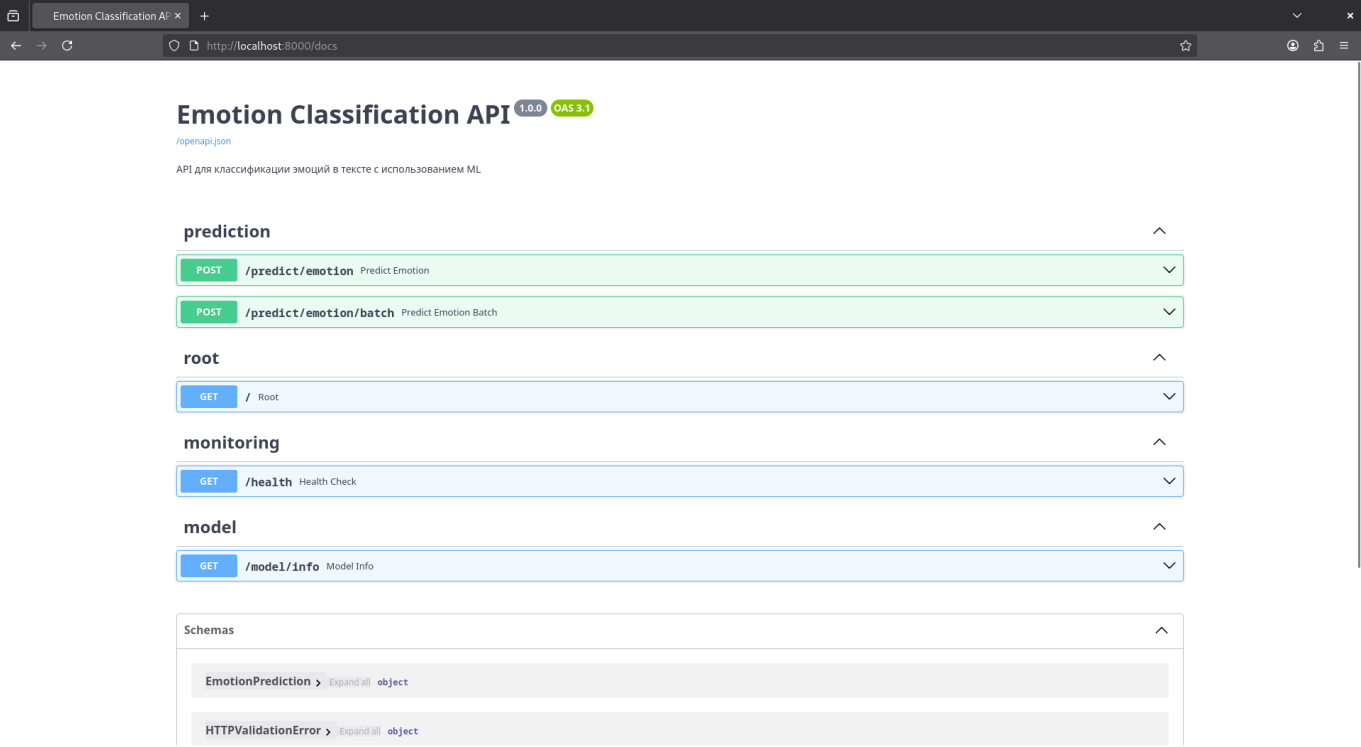 Emotion Classification AP
http://localhost:8000/docs
Emotion Classification API 1.0.0 OAS 3.1
/openapi.json
API для классификации эмоций в тексте с использованием ML
prediction
POST /predict/emotion Predict Emotion
POST /predict/emotion/batch Predict Emotion Batch
root
GET / Root
monitoring
GET /health Health Check
model
GET /model/info Model Info
Schemas
EmotionPrediction Expand all object
HTTPValidationError Expand all object